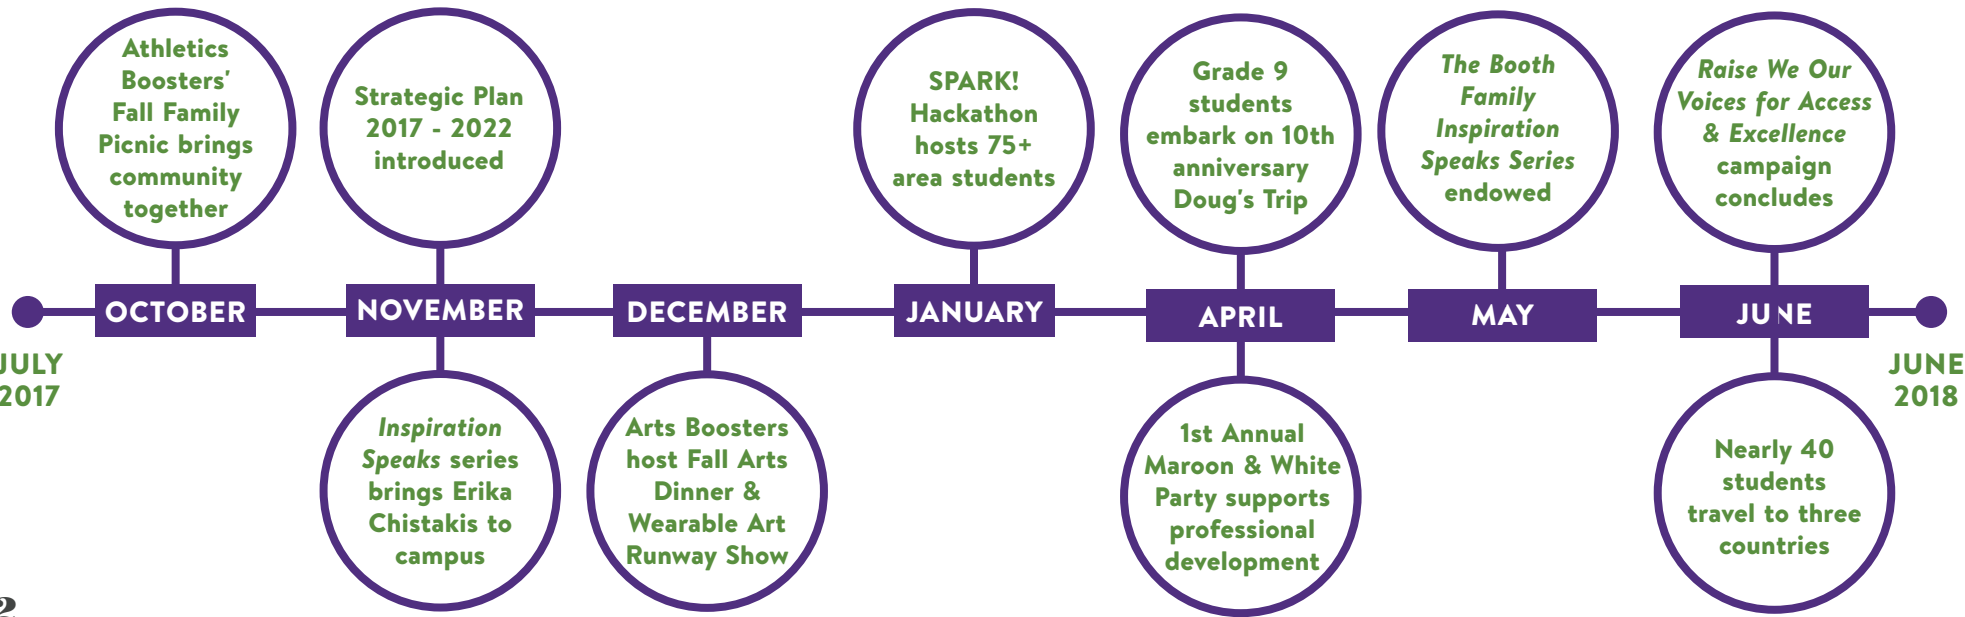 Athletics
Boosters'
Fall Family
Picnic brings
community
together
Strategic Plan
2017 - 2022
introduced
SPARK!
Hackathon
hosts 75+
area students
Grade 9
students
embark on 10th
anniversary
Doug's Trip
The Booth
Family
Inspiration
Speaks Series
endowed
Raise We Our
Voices for Access
& Excellence
campaign
concludes
OCTOBER
NOVEMBER
DECEMBER
JANUARY
APRIL
MAY
JUNE
JULY
2017
JUNE
2018
Inspiration
Speaks series
brings Erika
Chistakis to
campus
Arts Boosters
host Fall Arts
Dinner &
Wearable Art
Runway Show
1st Annual
Maroon & White
Party supports
professional
development
Nearly 40
students
travel to three
countries